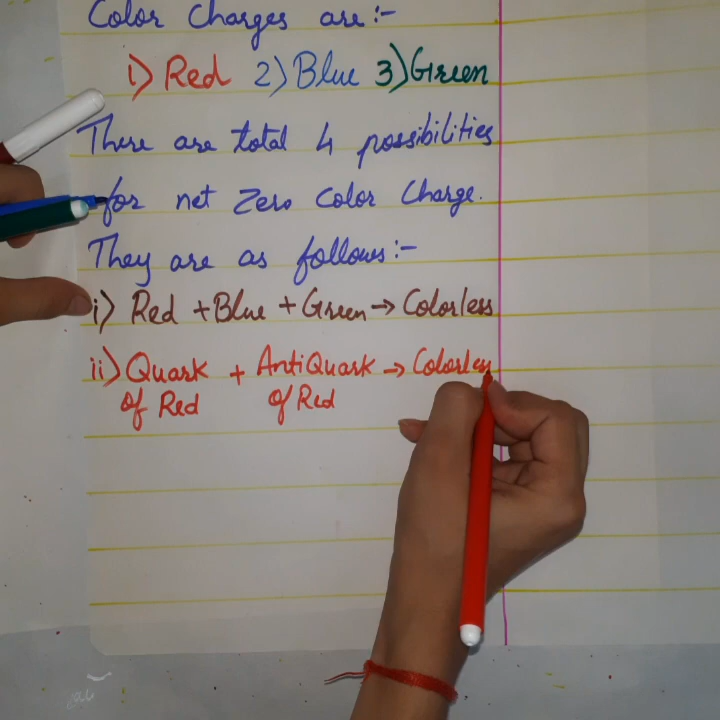 Color Charges are:-
1) Red 2) Blue 3) Green
There are total 4 possibilities
for net Zero Color Charge.
They are as follows:-
i) Red + Blue + Green → Colorless
ii) Quark + AntiQuark → Colorless
of Red of Red